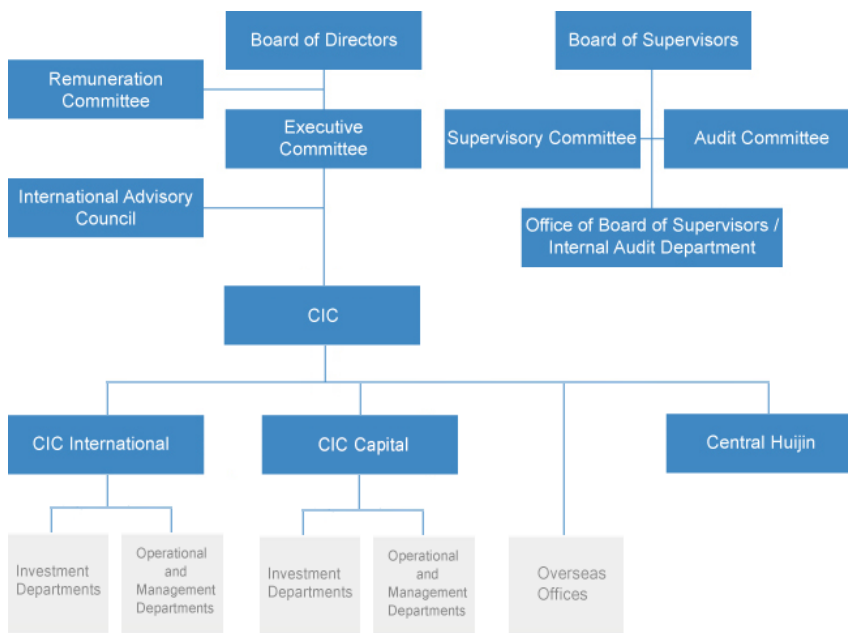 Board of Directors
Board of Supervisors
Remuneration
Committee
Executive
Committee
Supervisory Committee
Audit Committee
International Advisory
Council
Office of Board of Supervisors /
Internal Audit Department
CIC
CIC International
CIC Capital
Central Huijin
Investment
Departments
Operational
and
Management
Departments
Investment
Departments
Operational
and
Management
Departments
Overseas
Offices